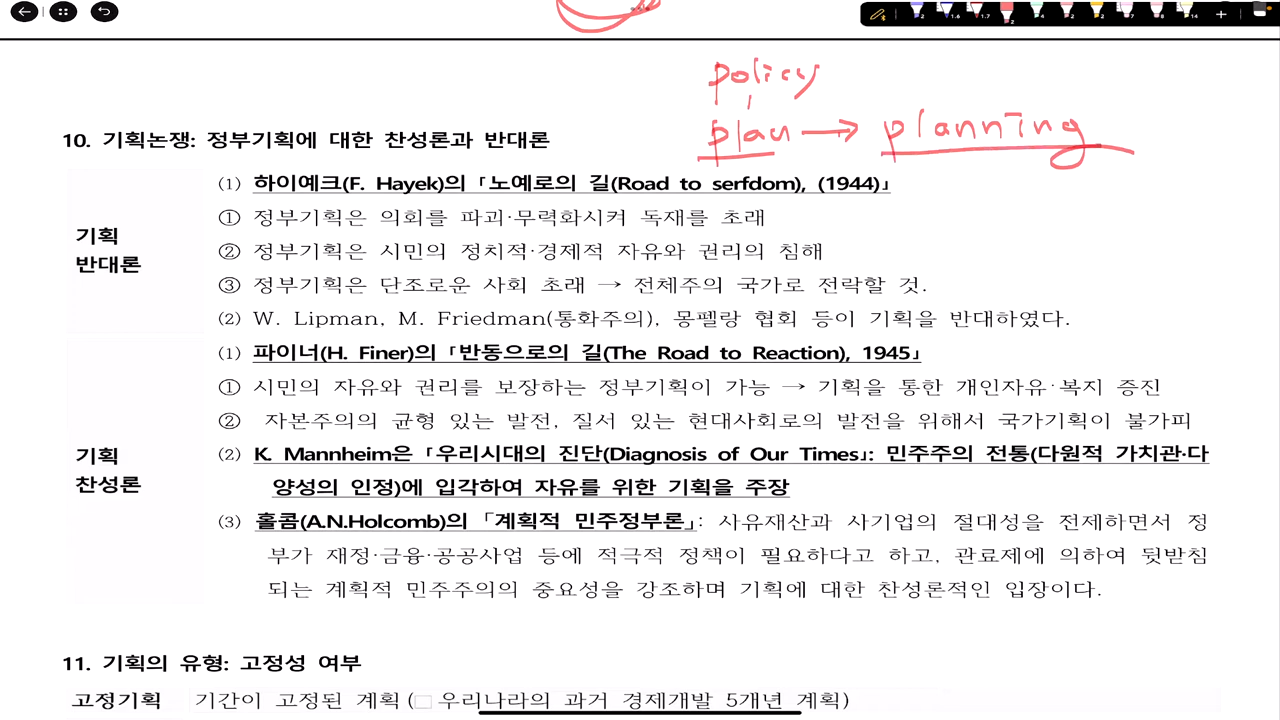 2 1.6 1.7 2 4 2 2 7 8 14
policy
plan → planning
10. 기획논쟁: 정부기획에 대한 찬성론과 반대론
기획
반대론
(1) 하이예크(F. Hayek)의 「노예로의 길(Road to serfdom), (1944)」
① 정부기획은 의회를 파괴·무력화시켜 독재를 초래
② 정부기획은 시민의 정치적·경제적 자유와 권리의 침해
③ 정부기획은 단조로운 사회 초래 → 전체주의 국가로 전락할 것.
(2) W. Lipman, M. Friedman(통화주의), 몽펠랑 협회 등이 기획을 반대하였다.
기획
찬성론
(1) 파이너(H. Finer)의 「반동으로의 길(The Road to Reaction), 1945」
① 시민의 자유와 권리를 보장하는 정부기획이 가능 → 기획을 통한 개인자유·복지 증진
② 자본주의의 균형 있는 발전, 질서 있는 현대사회로의 발전을 위해서 국가기획이 불가피
(2) K. Mannheim은 「우리시대의 진단(Diagnosis of Our Times」: 민주주의 전통(다원적 가치관·다
양성의 인정)에 입각하여 자유를 위한 기획을 주장
(3) 홀콤(A.N.Holcomb)의 「계획적 민주정부론」: 사유재산과 사기업의 절대성을 전제하면서 정
부가 재정·금융·공공사업 등에 적극적 정책이 필요하다고 하고, 관료제에 의하여 뒷받침
되는 계획적 민주주의의 중요성을 강조하며 기획에 대한 찬성론적인 입장이다.
11. 기획의 유형: 고정성 여부
고정기획 기간이 고정된 계획(□우리나라의 과거 경제개발 5개년 계획)